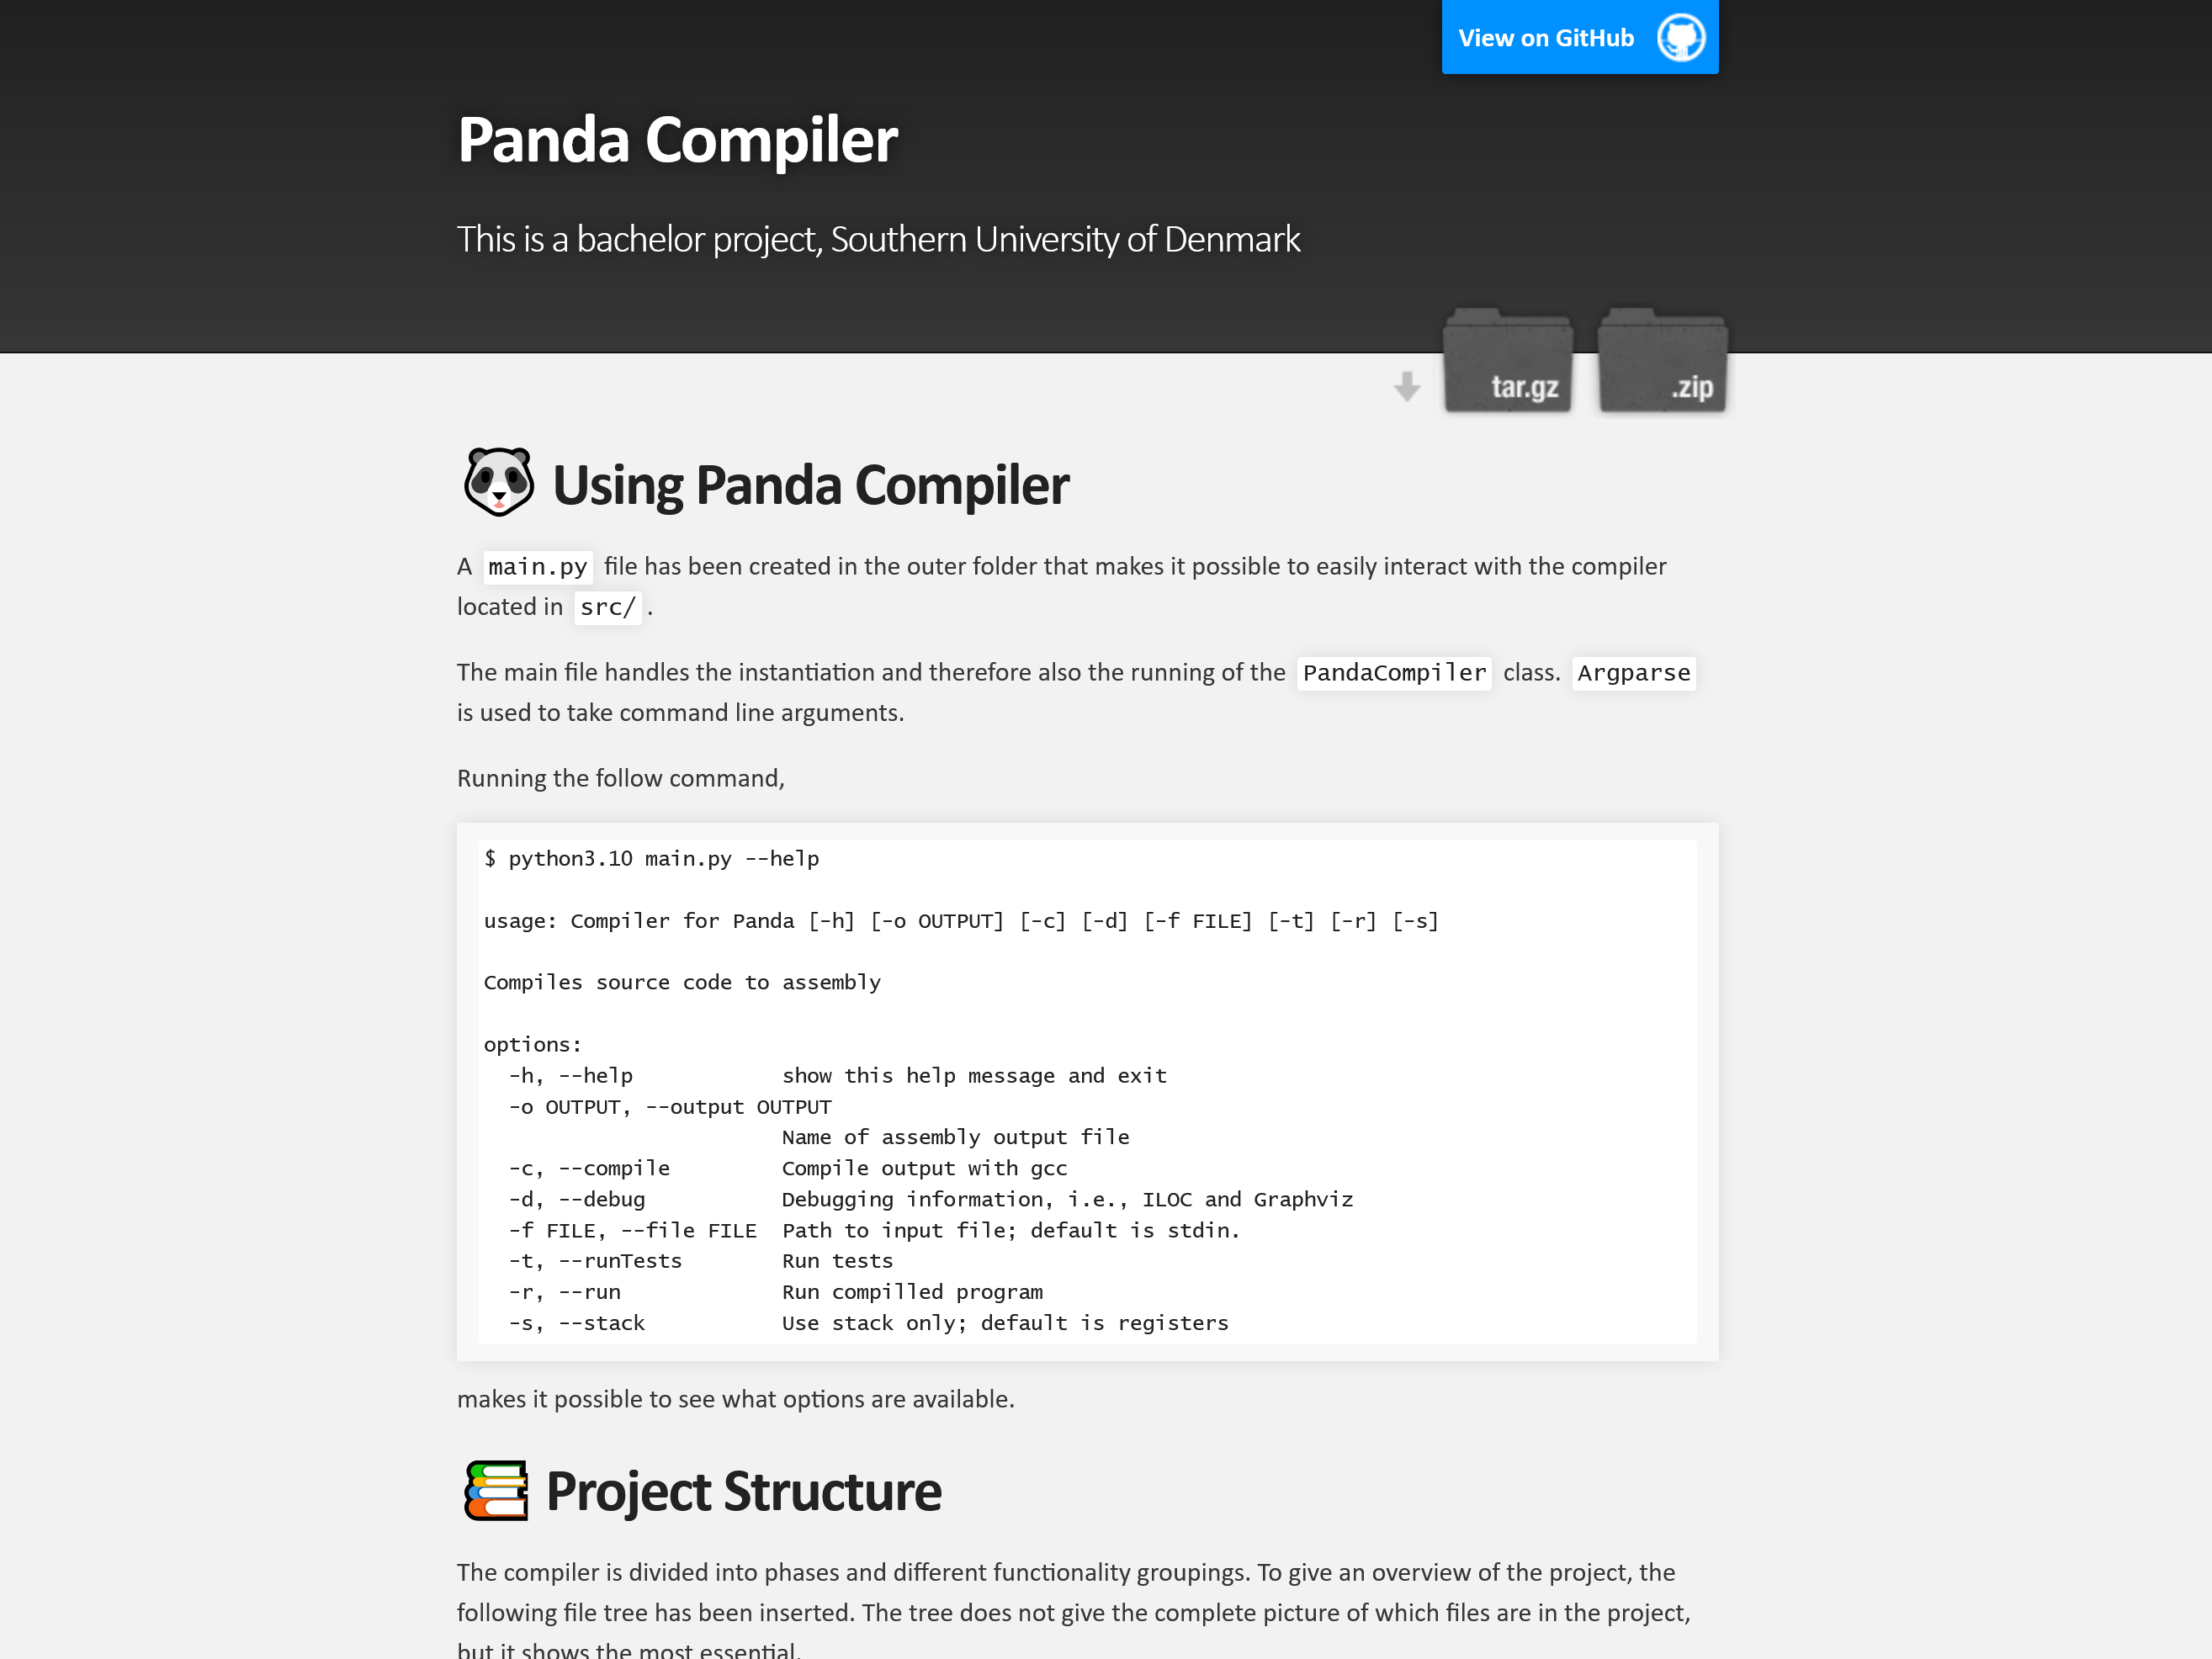 View on GitHub
Panda Compiler
This is a bachelor project, Southern University of Denmark
tar.gz
.zip
Using Panda Compiler
A main.py file has been created in the outer folder that makes it possible to easily interact with the compiler
located in src/ .
The main file handles the instantiation and therefore also the running of the PandaCompiler class. Argparse
is used to take command line arguments.
Running the follow command,
$ python3.10 main.py --help
usage: Compiler for Panda [-h] [-o OUTPUT] [-c] [-d] [-f FILE] [-t] [-r] [-s]
Compiles source code to assembly
options:
-h, --help show this help message and exit
-o OUTPUT, --output OUTPUT
Name of assembly output file
-c, --compile Compile output with gcc
-d, --debug Debugging information, i.e., ILOC and Graphviz
-f FILE, --file FILE Path to input file; default is stdin.
-t, --runTests Run tests
-r, --run Run compilled program
-s, --stack Use stack only; default is registers
makes it possible to see what options are available.
Project Structure
The compiler is divided into phases and different functionality groupings. To give an overview of the project, the
following file tree has been inserted. The tree does not give the complete picture of which files are in the project,
but it shows the most essential.